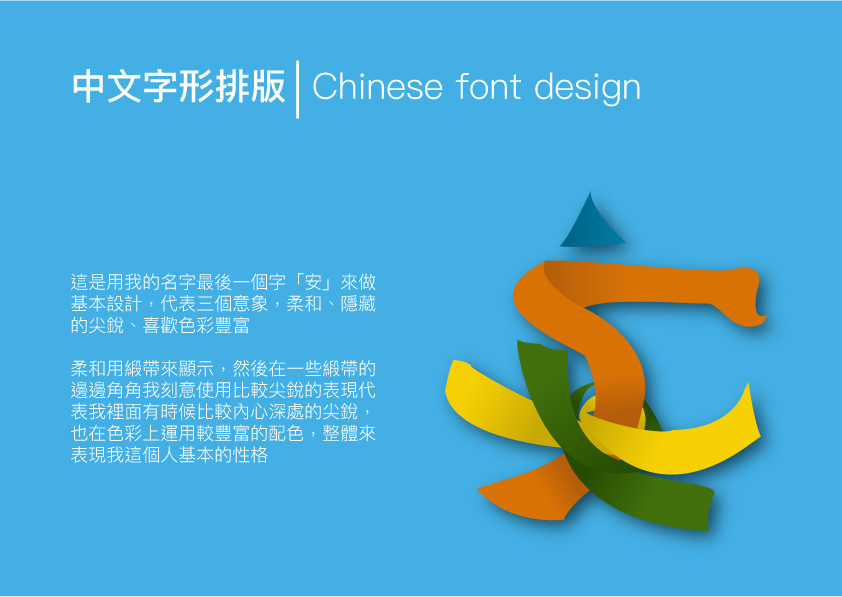 中文字形排版 Chinese font design
這是用我的名字最後一個字「安」來做
基本設計，代表三個意象，柔和、隱藏
的尖銳、喜歡色彩豐富
柔和用緞帶來顯示，然後在一些緞帶的
邊邊角角我刻意使用比較尖銳的表現代
表我裡面有時候比較內心深處的尖銳，
也在色彩上運用較豐富的配色，整體來
表現我這個人基本的性格
安